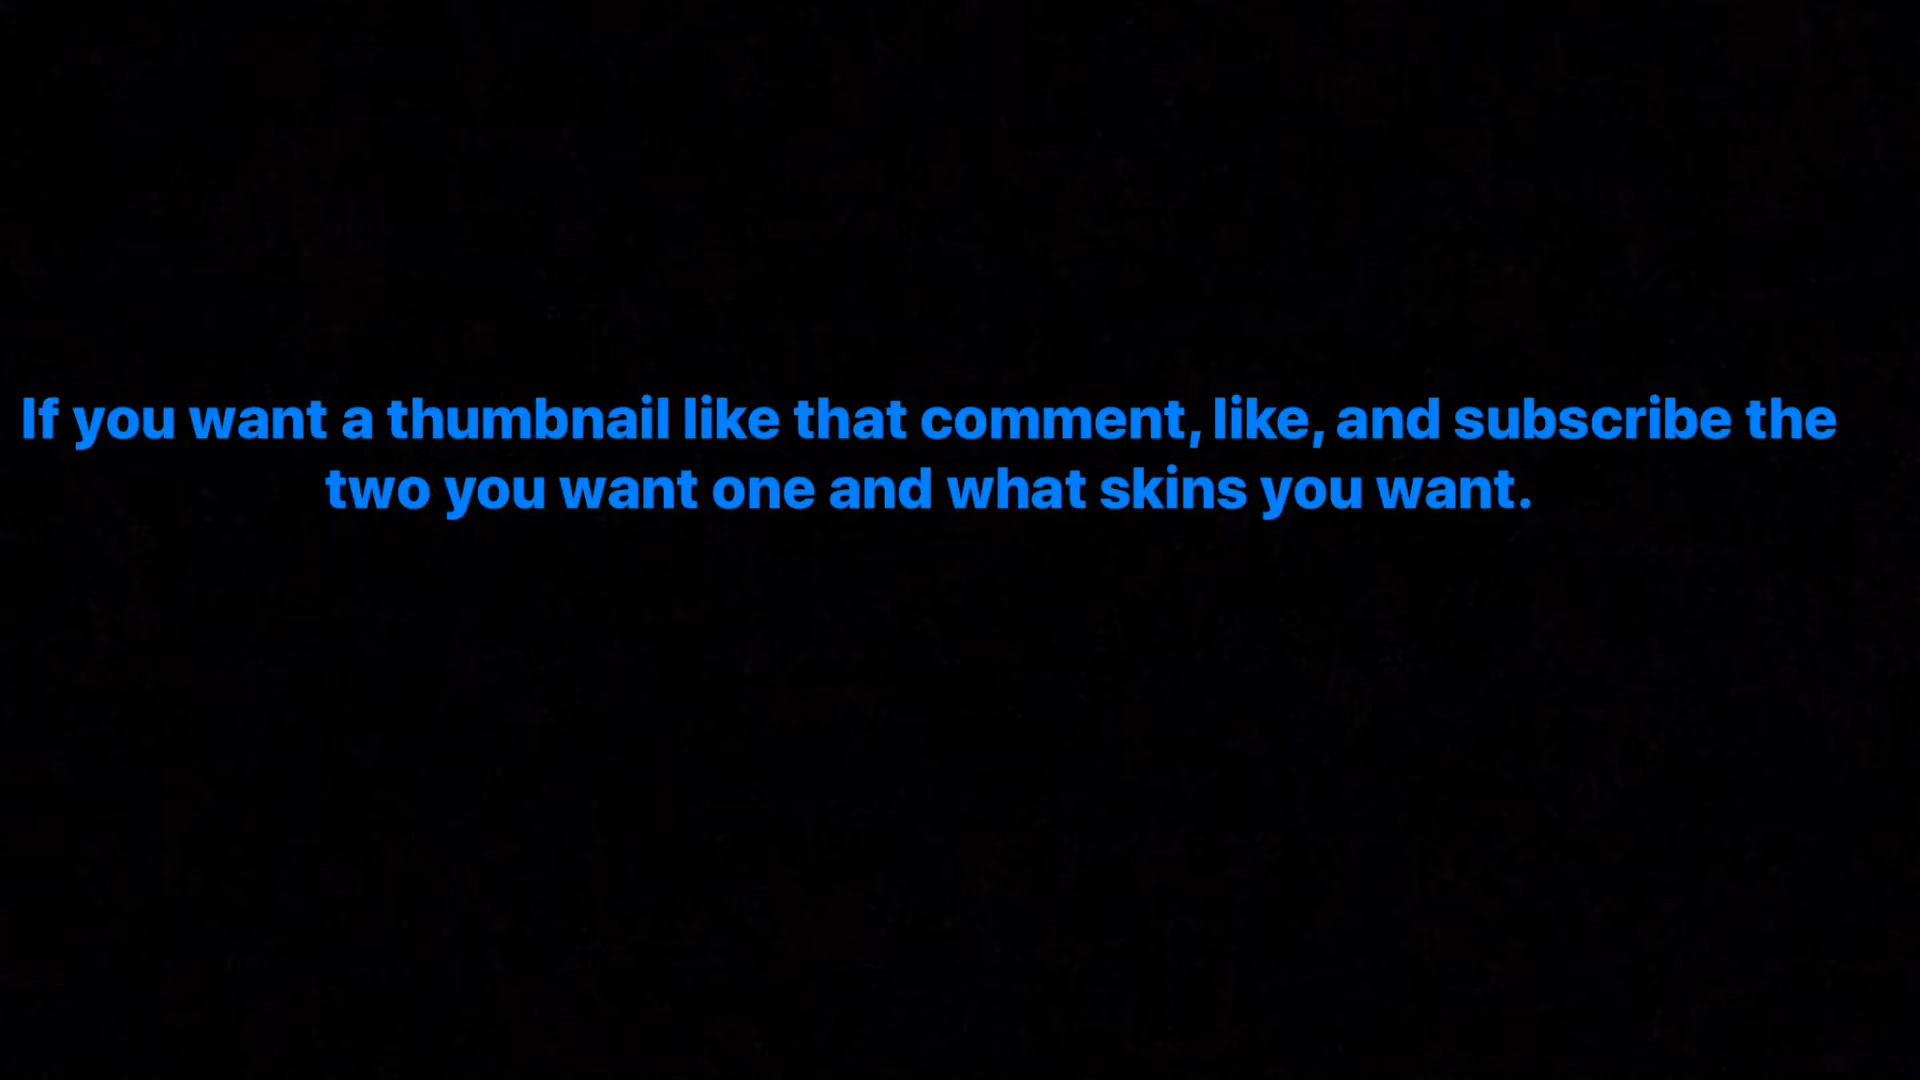 If you want a thumbnail like that comment, like, and subscribe the
two you want one and what skins you want.